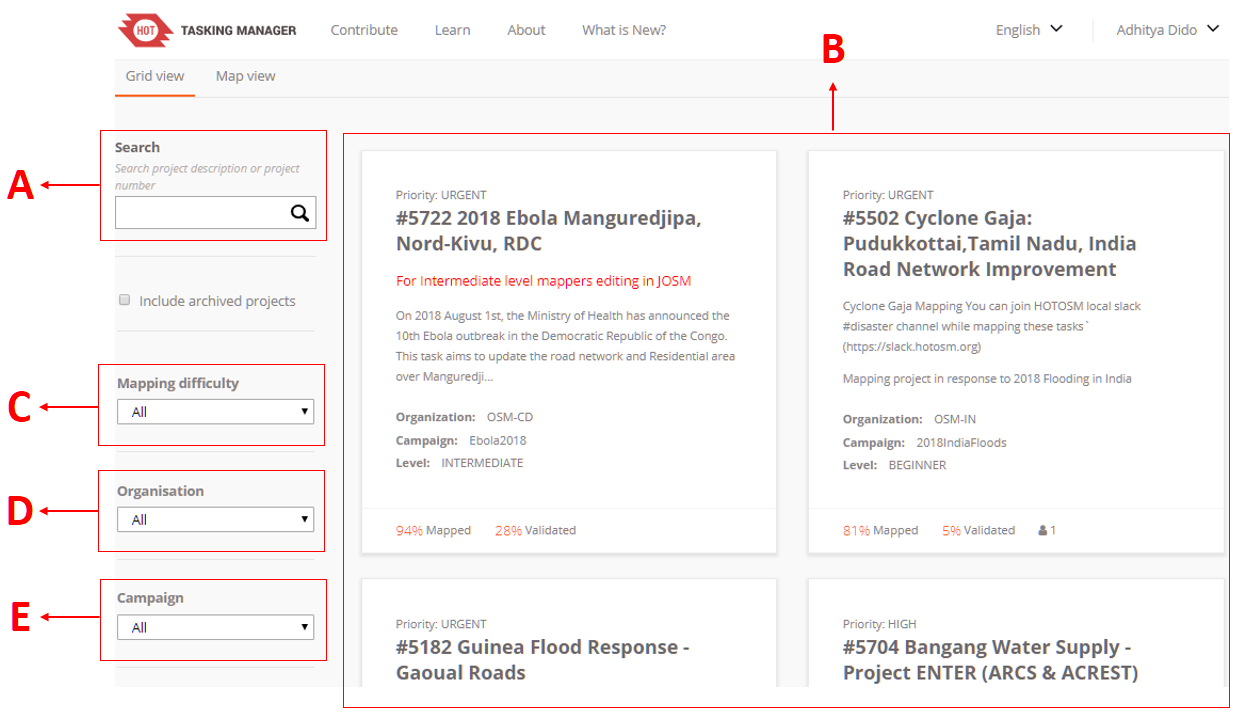 HOT TASKING MANAGER Contribute Learn About What is New? English Adhitya Dido
B
Grid view Map view
A
Search
Search project description or project
number
Include archived projects
C
Mapping difficulty
All
D
Organisation
All
E
Campaign
All
Priority: URGENT
#5722 2018 Ebola Manguredjipa,
Nord-Kivu, RDC
For Intermediate level mappers editing in JOSM
On 2018 August 1st, the Ministry of Health has announced the
10th Ebola outbreak in the Democratic Republic of the Congo.
This task aims to update the road network and Residential area
over Manguredji...
Organization: OSM-CD
Campaign: Ebola2018
Level: INTERMEDIATE
94% Mapped 28% Validated
Priority: URGENT
#5502 Cyclone Gaja:
Pudukkottai,Tamil Nadu, India
Road Network Improvement
Cyclone Gaja Mapping You can join HOTOSM local slack
#disaster channel while mapping these tasks`
(https://slack.hotosm.org)
Mapping project in response to 2018 Flooding in India
Organization: OSM-IN
Campaign: 2018IndiaFloods
Level: BEGINNER
81% Mapped 5% Validated 1
Priority: URGENT
#5182 Guinea Flood Response -
Gaoual Roads
Priority: HIGH
#5704 Bangang Water Supply -
Project ENTER (ARCS & ACREST)